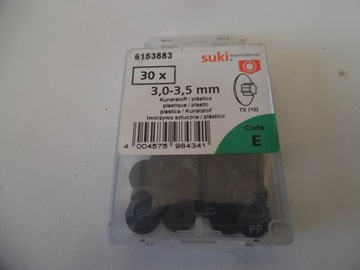 6153883
suki.
international
30 x
3,0-3,5 mm
TX (10)
Kunststoff / plástico
plastique / plastic
plastica / Kunststof
tworzywo sztuczne / plástico
Code
E
4 004575 984341
PP